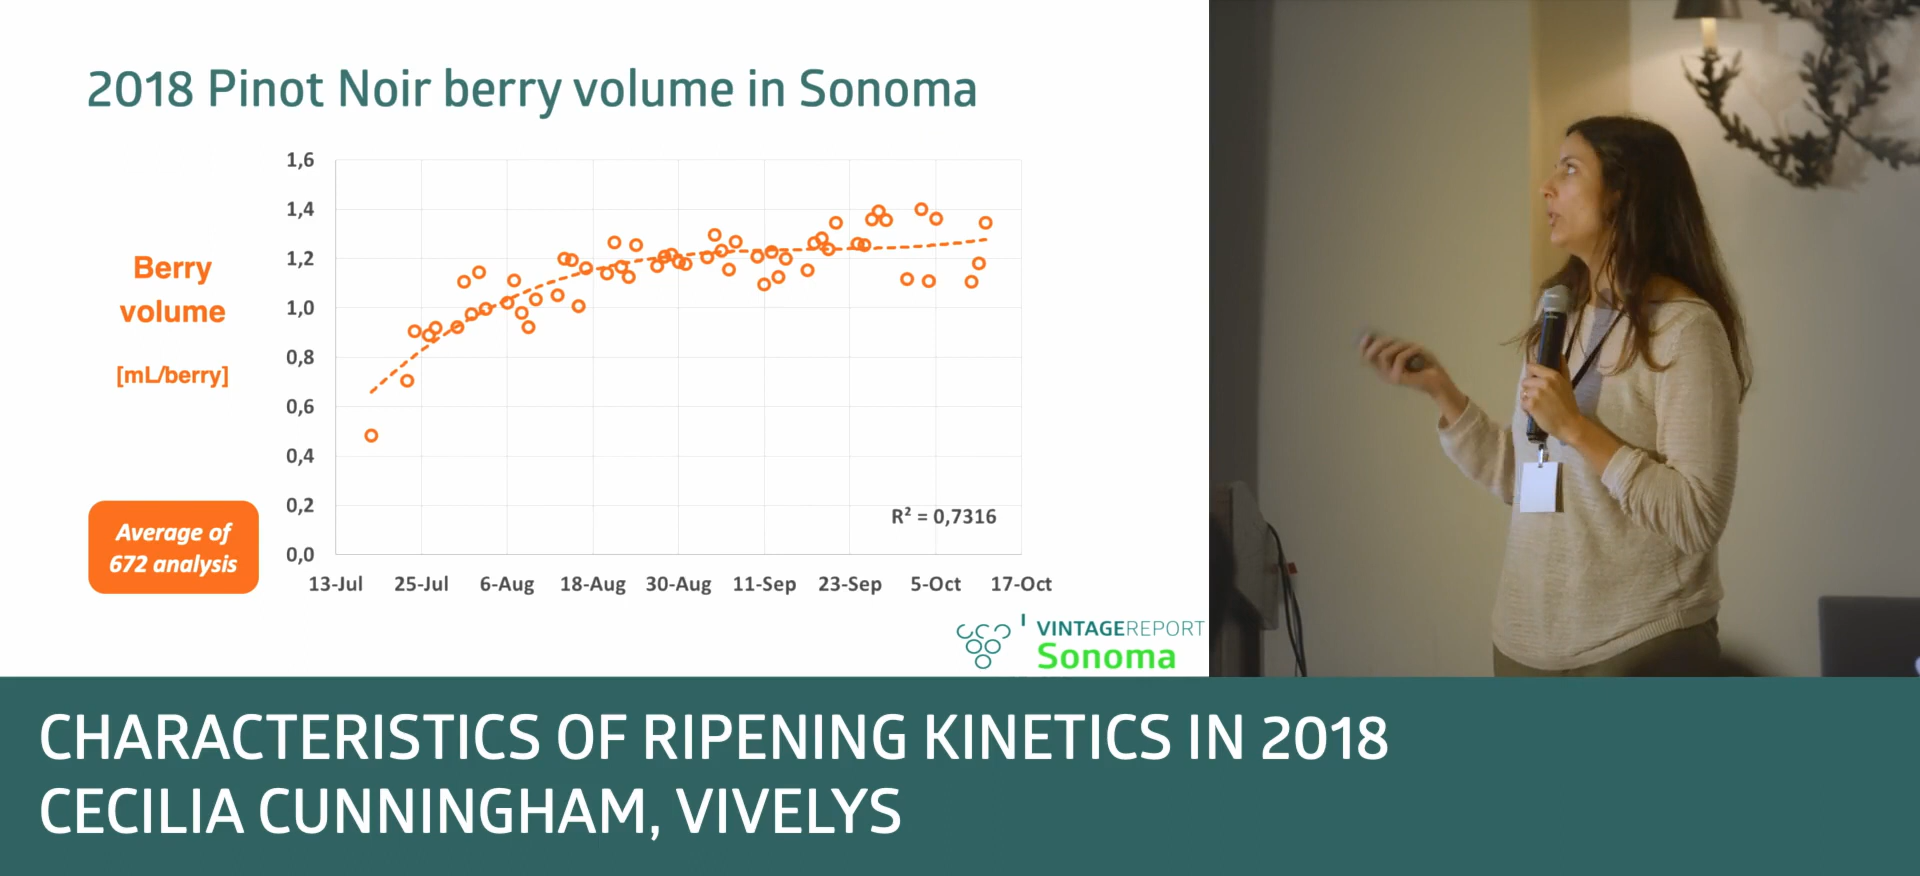 2018 Pinot Noir berry volume in Sonoma
Berry
volume
[mL/berry]
Average of
672 analysis
1,6
1,4
1,2
1,0
0,8
0,6
0,4
0,2
0,0
R² = 0,7316
13-Jul 25-Jul 6-Aug 18-Aug 30-Aug 11-Sep 23-Sep 5-Oct 17-Oct
VINTAGEREPORT
Sonoma
CHARACTERISTICS OF RIPENING KINETICS IN 2018
CECILIA CUNNINGHAM, VIVELYS